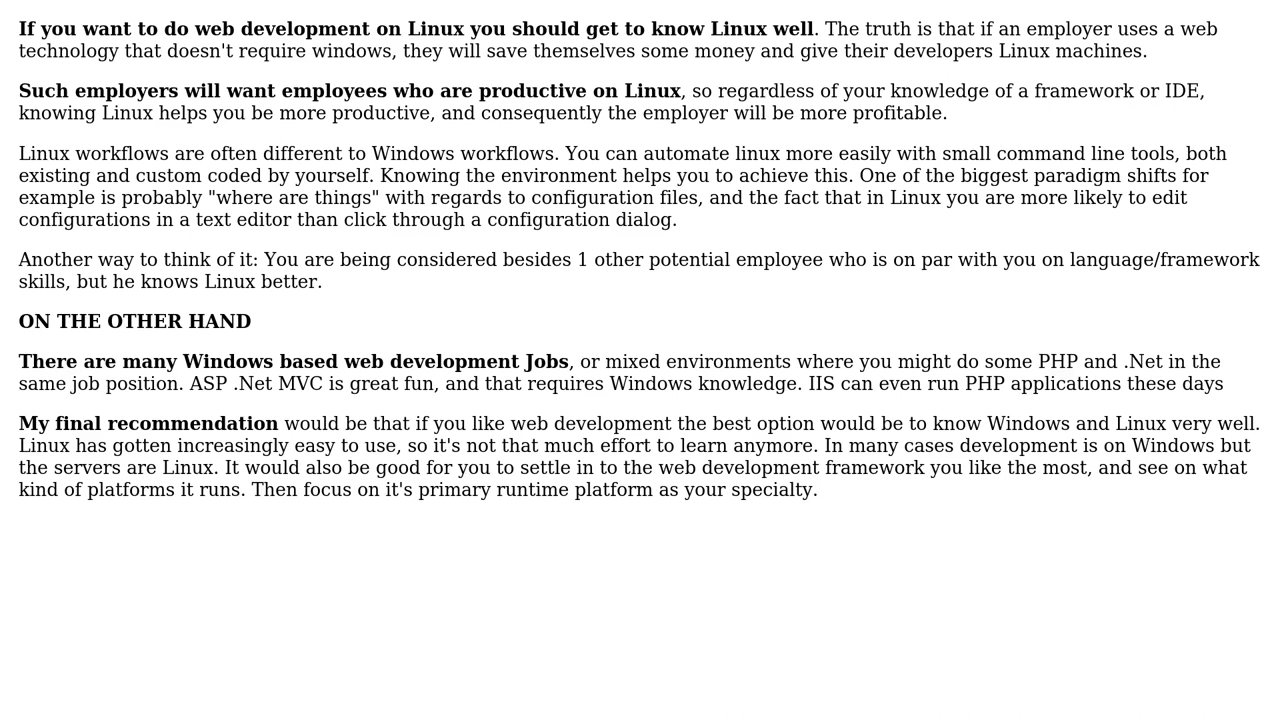 If you want to do web development on Linux you should get to know Linux well. The truth is that if an employer uses a web
technology that doesn't require windows, they will save themselves some money and give their developers Linux machines.
Such employers will want employees who are productive on Linux, so regardless of your knowledge of a framework or IDE,
knowing Linux helps you be more productive, and consequently the employer will be more profitable.
Linux workflows are often different to Windows workflows. You can automate linux more easily with small command line tools, both
existing and custom coded by yourself. Knowing the environment helps you to achieve this. One of the biggest paradigm shifts for
example is probably "where are things" with regards to configuration files, and the fact that in Linux you are more likely to edit
configurations in a text editor than click through a configuration dialog.
Another way to think of it: You are being considered besides 1 other potential employee who is on par with you on language/framework
skills, but he knows Linux better.
ON THE OTHER HAND
There are many Windows based web development Jobs, or mixed environments where you might do some PHP and .Net in the
same job position. ASP .Net MVC is great fun, and that requires Windows knowledge. IIS can even run PHP applications these days
My final recommendation would be that if you like web development the best option would be to know Windows and Linux very well.
Linux has gotten increasingly easy to use, so it's not that much effort to learn anymore. In many cases development is on Windows but
the servers are Linux. It would also be good for you to settle in to the web development framework you like the most, and see on what
kind of platforms it runs. Then focus on it's primary runtime platform as your specialty.